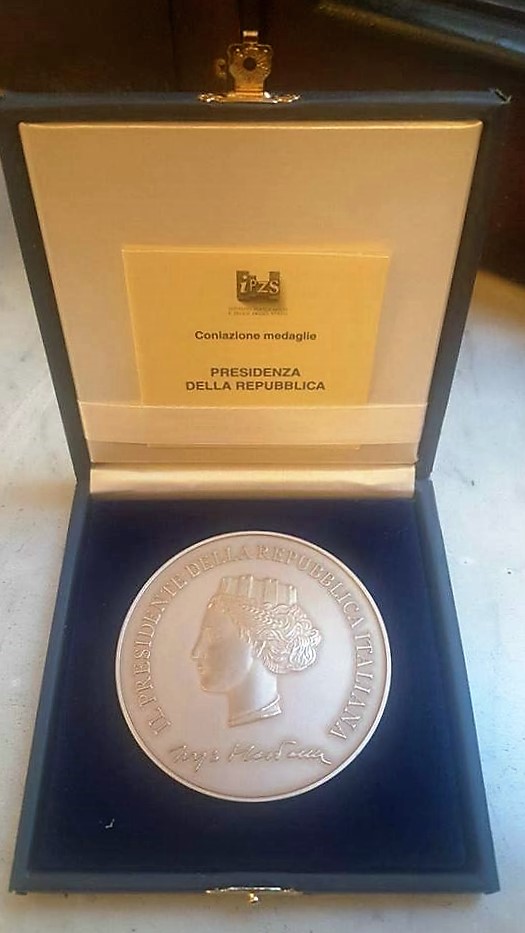 iPZS
Coniazione medaglie
PRESIDENZA
DELLA REPUBBLICA
IL PRESIDENTE DELLA REPUBBLICA ITALIANA